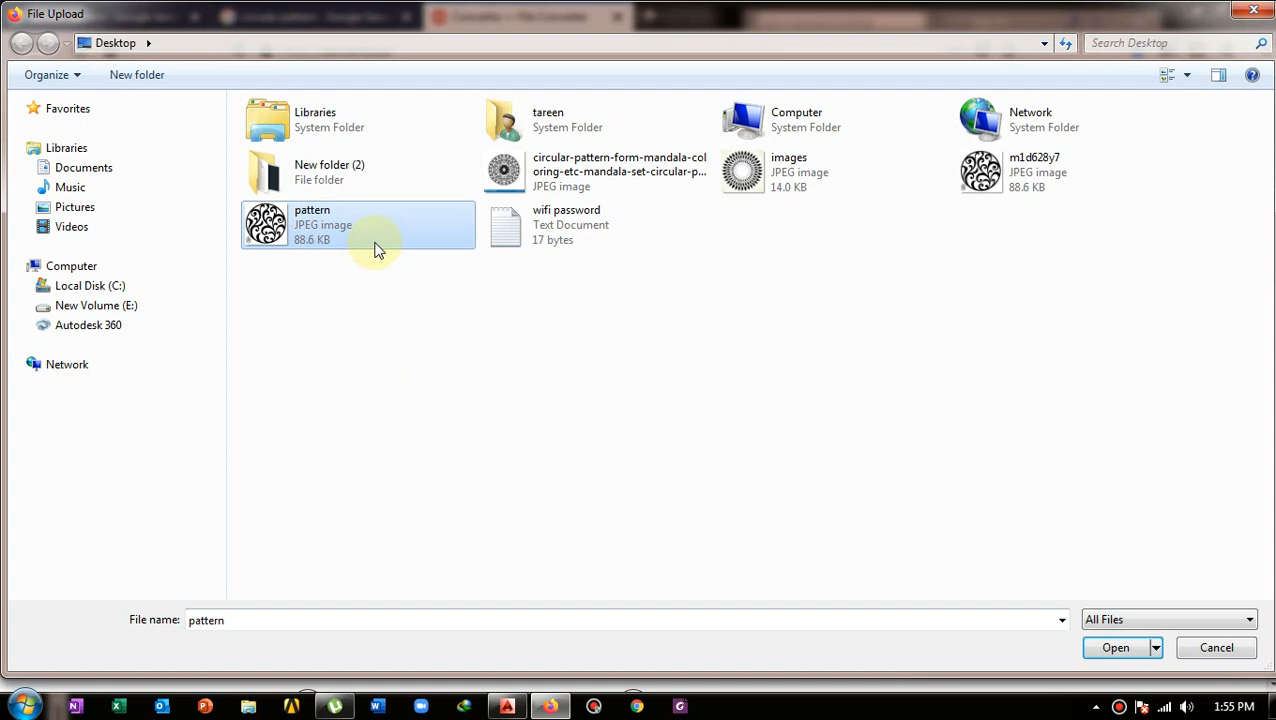 File Upload
Desktop
Search Desktop
Organize
New folder
Favorites
Libraries
Documents
Music
Pictures
Videos
Computer
Local Disk (C:)
New Volume (E:)
Autodesk 360
Network
Libraries
System Folder
tareen
System Folder
Computer
System Folder
Network
System Folder
New folder (2)
File folder
circular-pattern-form-mandala-col
oring-etc-mandala-set-circular-p...
JPEG image
images
JPEG image
14.0 KB
m1d628y7
JPEG image
88.6 KB
pattern
JPEG image
88.6 KB
wifi password
Text Document
17 bytes
File name:
pattern
All Files
Open
Cancel
1:55 PM